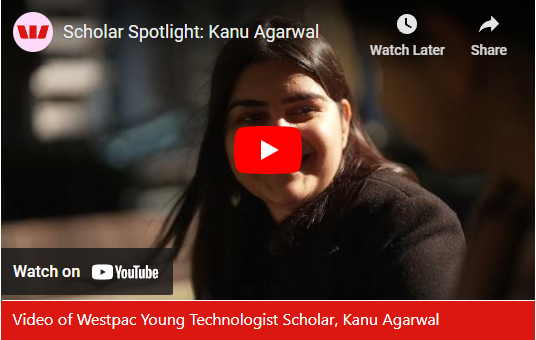 Scholar Spotlight: Kanu Agarwal
Watch Later
Share
Watch on YouTube
Video of Westpac Young Technologist Scholar, Kanu Agarwal